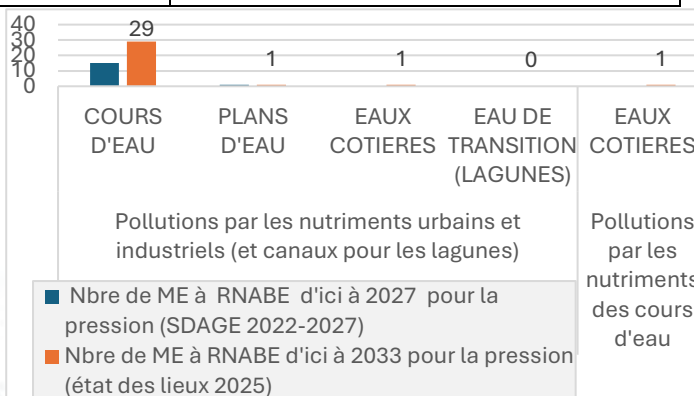 40
30
20
10
0
29
1
1
0
1
COURS
D'EAU
PLANS
D'EAU
EAUX
COTIERES
EAU DE
TRANSITION
(LAGUNES)
EAUX
COTIERES
Pollutions par les nutriments urbains et
industriels (et canaux pour les lagunes)
Pollutions
par les
nutriments
des cours
d'eau
Nbre de ME à RNABE d'ici à 2027 pour la
pression (SDAGE 2022-2027)
Nbre de ME à RNABE d'ici à 2033 pour la pression
(état des lieux 2025)